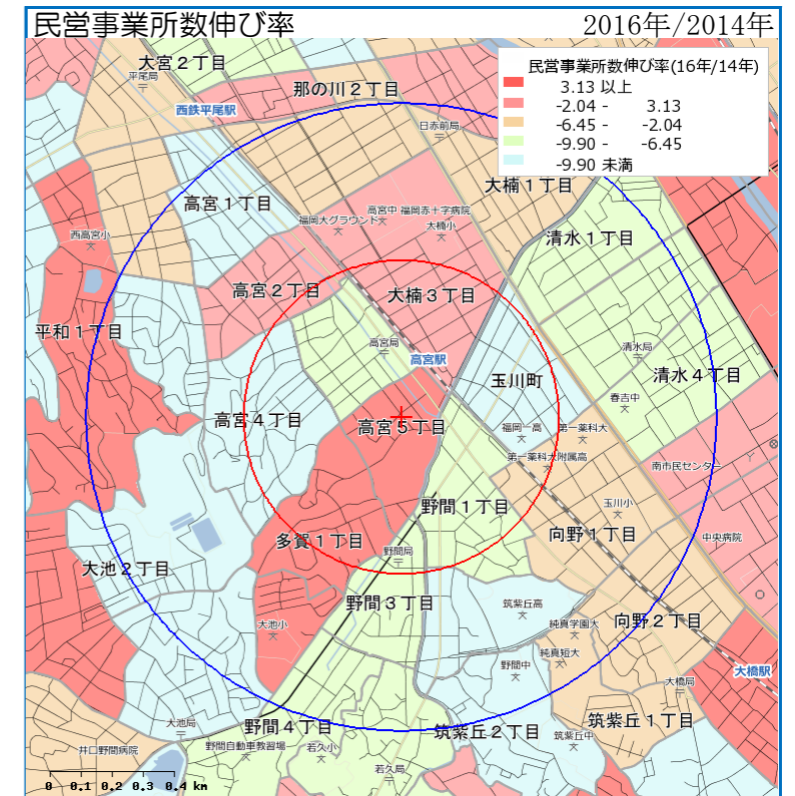 民営事業所数伸び率
2016年/2014年
民営事業所数伸び率(16年/14年)
3.13 以上
-2.04 - 3.13
-6.45 - -2.04
-9.90 - -6.45
-9.90 未満
大宮2丁目
平尾局
那の川2丁目
西鉄平尾駅
日赤前局
大楠1丁目
高宮1丁目
高宮中
福岡赤十字病院
福岡大グラウンド
大楠小
西高宮小
清水1丁目
高宮2丁目
大楠3丁目
平和1丁目
高宮局
高宮駅
清水局
玉川町
清水4丁目
春吉中
高宮4丁目
高宮5丁目
福岡一高
第一薬科大
第一薬科大附属高
南市民センター
野間1丁目
玉川小
向野1丁目
中央病院
多賀1丁目
野間局
大池2丁目
野間3丁目
筑紫丘高
大池小
純真学園大
向野2丁目
純真短大
野間中
大橋駅
大橋局
大池局
野間4丁目
筑紫丘2丁目
筑紫丘1丁目
筑紫丘中
井口野間病院
野間自動車教習場
若久小
若久局
0 0.1 0.2 0.3 0.4 km